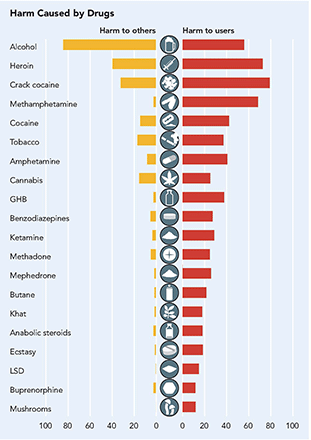 Harm Caused by Drugs
Harm to others Harm to users
Alcohol
Heroin
Crack cocaine
Methamphetamine
Cocaine
Tobacco
Amphetamine
Cannabis
GHB
Benzodiazepines
Ketamine
Methadone
Mephedrone
Butane
Khat
Anabolic steroids
Ecstasy
LSD
Buprenorphine
Mushrooms
100 80 60 40 20 0 0 20 40 60 80 100